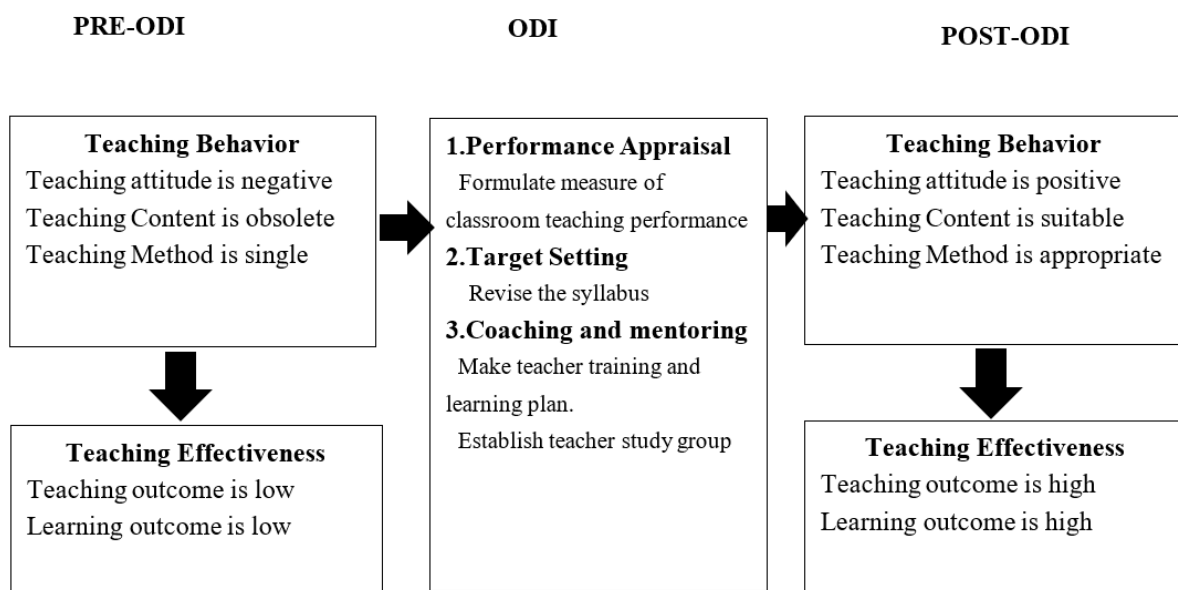 PRE-ODI
ODI
POST-ODI
Teaching Behavior
Teaching attitude is negative
Teaching Content is obsolete
Teaching Method is single
Teaching Effectiveness
Teaching outcome is low
Learning outcome is low
1.Performance Appraisal
Formulate measure of
classroom teaching performance
2.Target Setting
Revise the syllabus
3.Coaching and mentoring
Make teacher training and
learning plan.
Establish teacher study group
Teaching Behavior
Teaching attitude is positive
Teaching Content is suitable
Teaching Method is appropriate
Teaching Effectiveness
Teaching outcome is high
Learning outcome is high